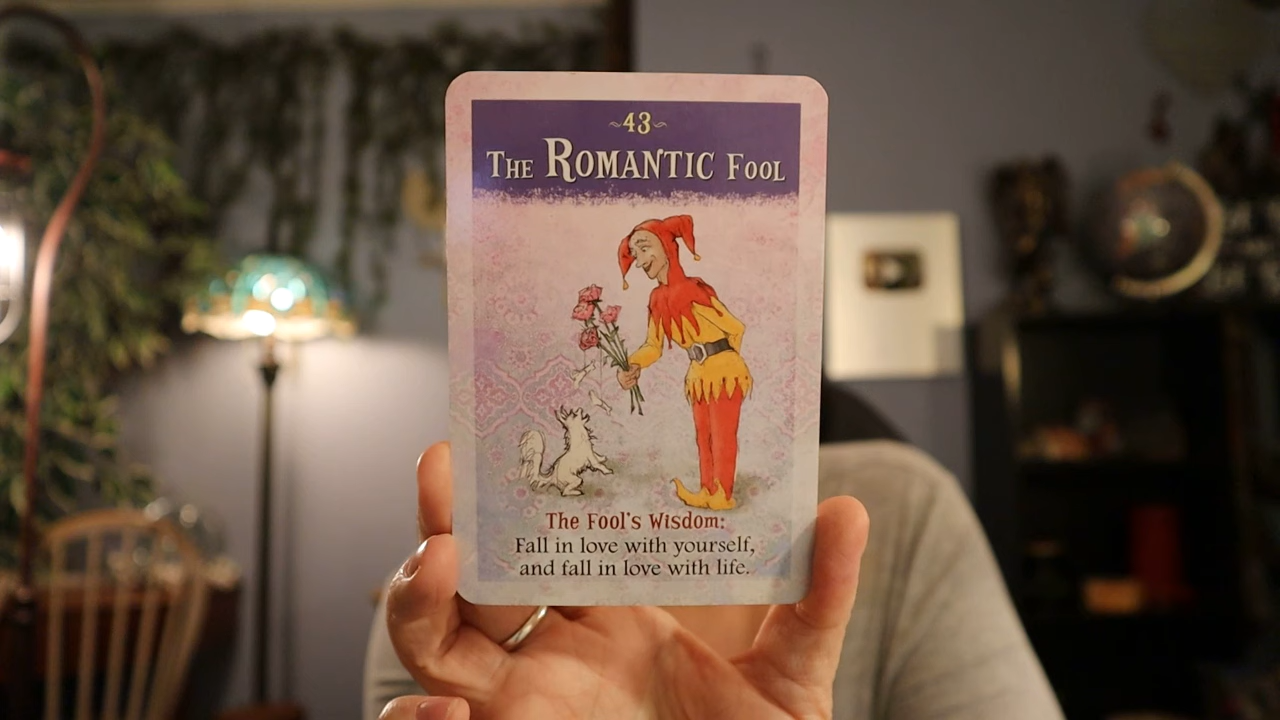 ~43~
The Romantic Fool
The Fool's Wisdom:
Fall in love with yourself,
and fall in love with life.